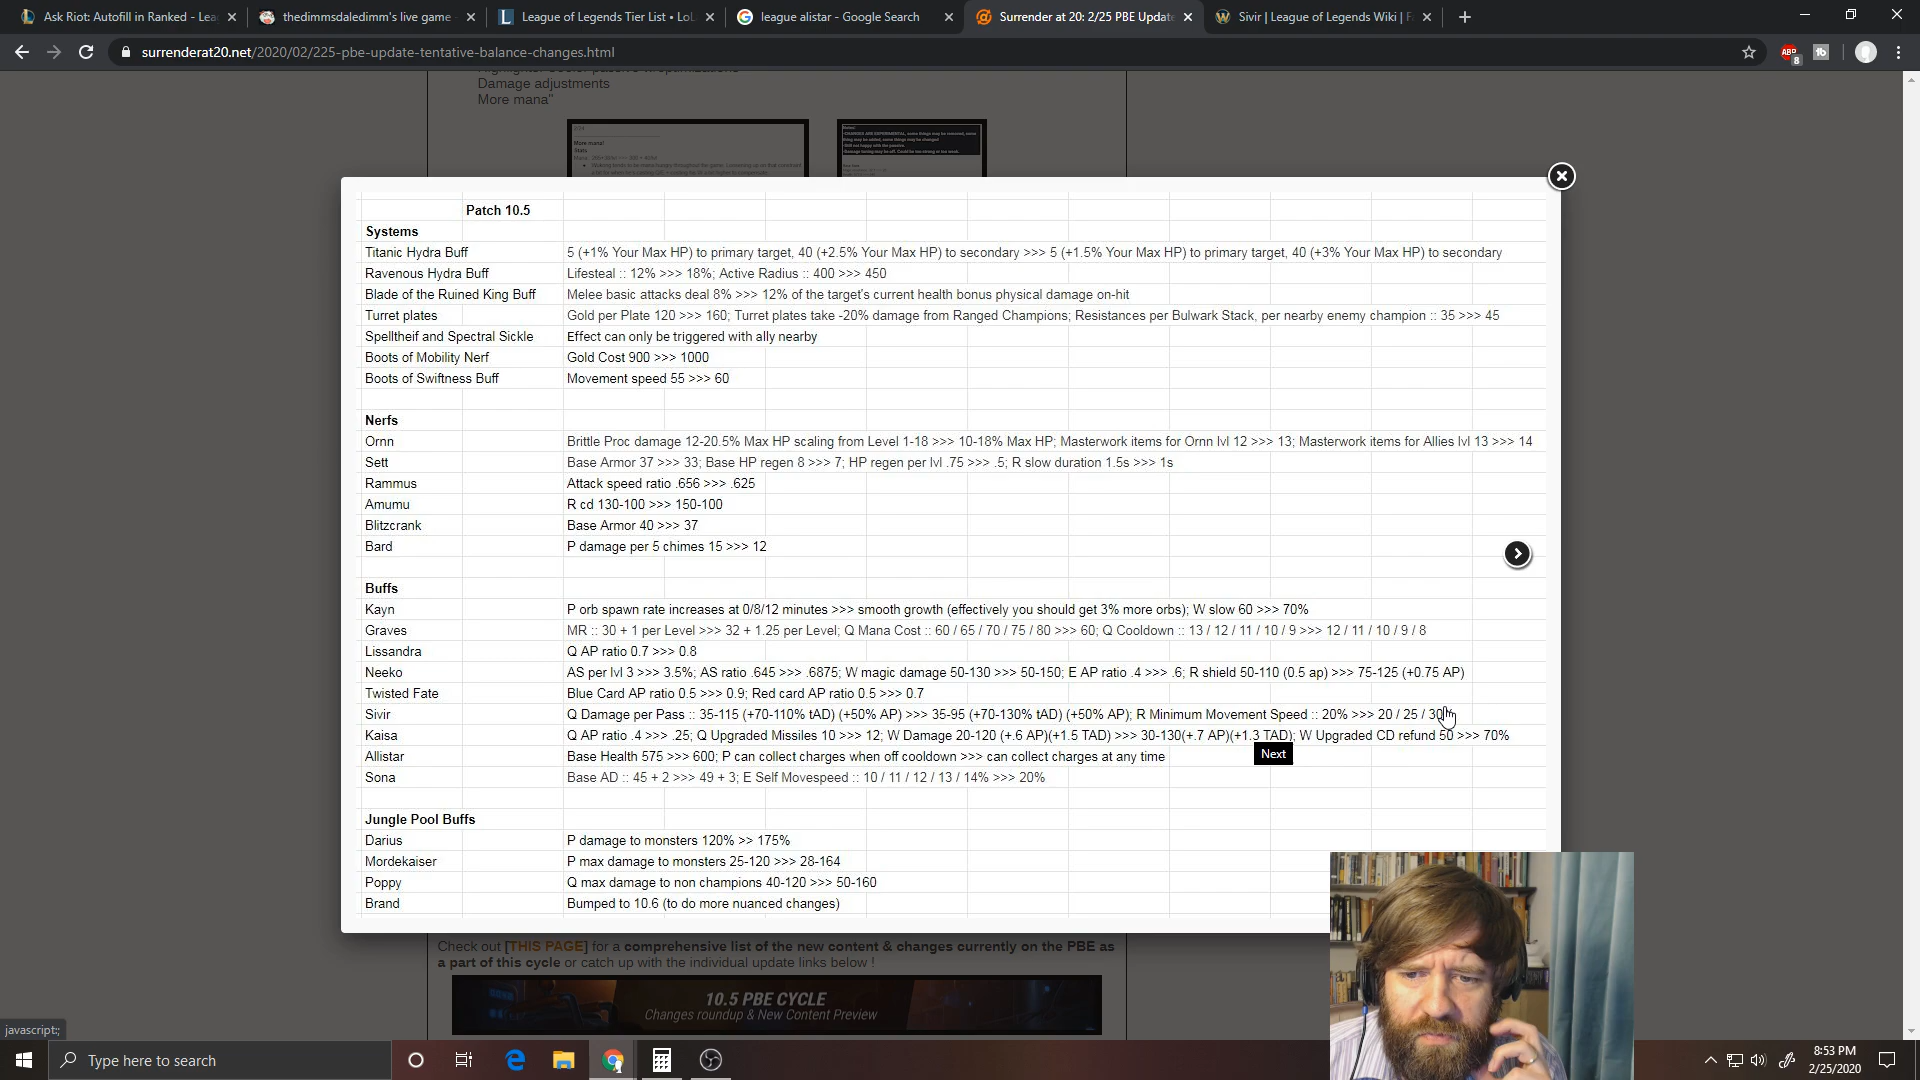 Ask Riot: Autofill in Ranked - Lea
thedimmsdaledimm's live game
League of Legends Tier List • LoL
league alistar - Google Search
Surrender at 20: 2/25 PBE Update
Sivir | League of Legends Wiki | Fa
surrenderat20.net/2020/02/225-pbe-update-tentative-balance-changes.html
ABP
8
Damage adjustments
More mana"
More mana!
Patch 10.5
Systems
Titanic Hydra Buff 5 (+1% Your Max HP) to primary target, 40 (+2.5% Your Max HP) to secondary >>> 5 (+1.5% Your Max HP) to primary target, 40 (+3% Your Max HP) to secondary
Ravenous Hydra Buff Lifesteal :: 12% >>> 18%; Active Radius :: 400 >>> 450
Blade of the Ruined King Buff Melee basic attacks deal 8% >>> 12% of the target's current health bonus physical damage on-hit
Turret plates Gold per Plate 120 >>> 160; Turret plates take -20% damage from Ranged Champions; Resistances per Bulwark Stack, per nearby enemy champion :: 35 >>> 45
Spelltheif and Spectral Sickle Effect can only be triggered with ally nearby
Boots of Mobility Nerf Gold Cost 900 >>> 1000
Boots of Swiftness Buff Movement speed 55 >>> 60
Nerfs
Ornn Brittle Proc damage 12-20.5% Max HP scaling from Level 1-18 >>> 10-18% Max HP; Masterwork items for Ornn lvl 12 >>> 13; Masterwork items for Allies lvl 13 >>> 14
Sett Base Armor 37 >>> 33; Base HP regen 8 >>> 7; HP regen per lvl .75 >>> .5; R slow duration 1.5s >>> 1s
Rammus Attack speed ratio .656 >>> .625
Amumu R cd 130-100 >>> 150-100
Blitzcrank Base Armor 40 >>> 37
Bard P damage per 5 chimes 15 >>> 12
Buffs
Kayn P orb spawn rate increases at 0/8/12 minutes >>> smooth growth (effectively you should get 3% more orbs); W slow 60 >>> 70%
Graves MR :: 30 + 1 per Level >>> 32 + 1.25 per Level; Q Mana Cost :: 60 / 65 / 70 / 75 / 80 >>> 60; Q Cooldown :: 13 / 12 / 11 / 10 / 9 >>> 12 / 11 / 10 / 9 / 8
Lissandra Q AP ratio 0.7 >>> 0.8
Neeko AS per lvl 3 >>> 3.5%; AS ratio .645 >>> .6875; W magic damage 50-130 >>> 50-150; E AP ratio .4 >>> .6; R shield 50-110 (0.5 ap) >>> 75-125 (+0.75 AP)
Twisted Fate Blue Card AP ratio 0.5 >>> 0.9; Red card AP ratio 0.5 >>> 0.7
Sivir Q Damage per Pass :: 35-115 (+70-110% tAD) (+50% AP) >>> 35-95 (+70-130% tAD) (+50% AP); R Minimum Movement Speed :: 20% >>> 20 / 25 / 30%
Kaisa Q AP ratio .4 >>> .25; Q Upgraded Missiles 10 >>> 12; W Damage 20-120 (+.6 AP)(+1.5 TAD) >>> 30-130(+.7 AP)(+1.3 TAD); W Upgraded CD refund 50 >>> 70%
Next
Allistar Base Health 575 >>> 600; P can collect charges when off cooldown >>> can collect charges at any time
Sona Base AD :: 45 + 2 >>> 49 + 3; E Self Movespeed :: 10 / 11 / 12 / 13 / 14% >>> 20%
Jungle Pool Buffs
Darius P damage to monsters 120% >> 175%
Mordekaiser P max damage to monsters 25-120 >>> 28-164
Poppy Q max damage to non champions 40-120 >>> 50-160
Brand Bumped to 10.6 (to do more nuanced changes)
Check out [THIS PAGE] for a comprehensive list of the new content & changes currently on the PBE as
a part of this cycle or catch up with the individual update links below !
10.5 PBE CYCLE
Changes roundup & New Content Preview
javascript:;
Type here to search
8:53 PM
2/25/2020